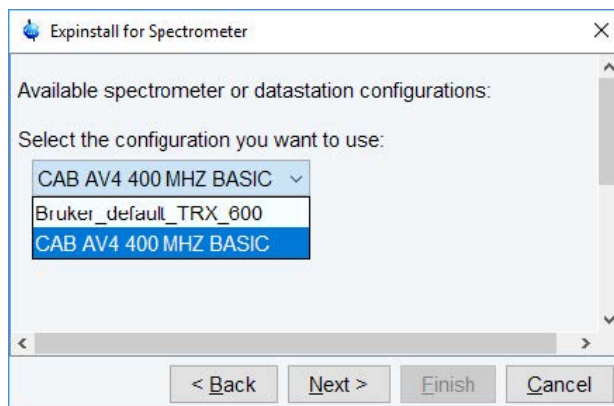 Expinstall for Spectrometer
Available spectrometer or datastation configurations:
Select the configuration you want to use:
CAB AV4 400 MHZ BASIC
Bruker_default_TRX_600
CAB AV4 400 MHZ BASIC
< Back Next > Finish Cancel